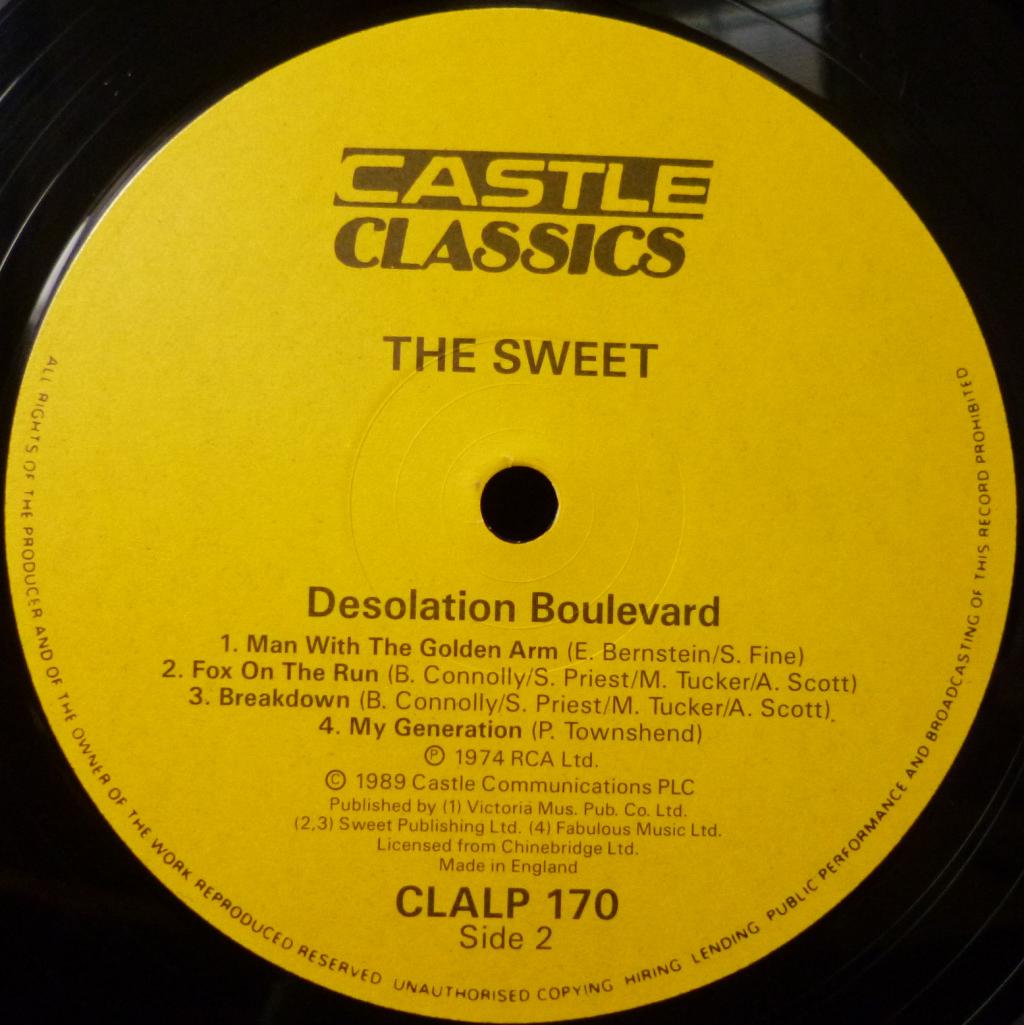 CASTLE
CLASSICS
THE SWEET
Desolation Boulevard
1. Man With The Golden Arm (E. Bernstein/S. Fine)
2. Fox On The Run (B. Connolly/S. Priest/M. Tucker/A. Scott)
3. Breakdown (B. Connolly/S. Priest/M. Tucker/A. Scott)
4. My Generation (P. Townshend)
℗ 1974 RCA Ltd.
© 1989 Castle Communications PLC
Published by (1) Victoria Mus. Pub. Co. Ltd.
(2,3) Sweet Publishing Ltd. (4) Fabulous Music Ltd.
Licensed from Chinebridge Ltd.
Made in England
CLALP 170
Side 2
ALL RIGHTS OF THE PRODUCER AND OF THE OWNER OF THE WORK REPRODUCED RESERVED UNAUTHORISED COPYING HIRING LENDING PUBLIC PERFORMANCE AND BROADCASTING OF THIS RECORD PROHIBITED